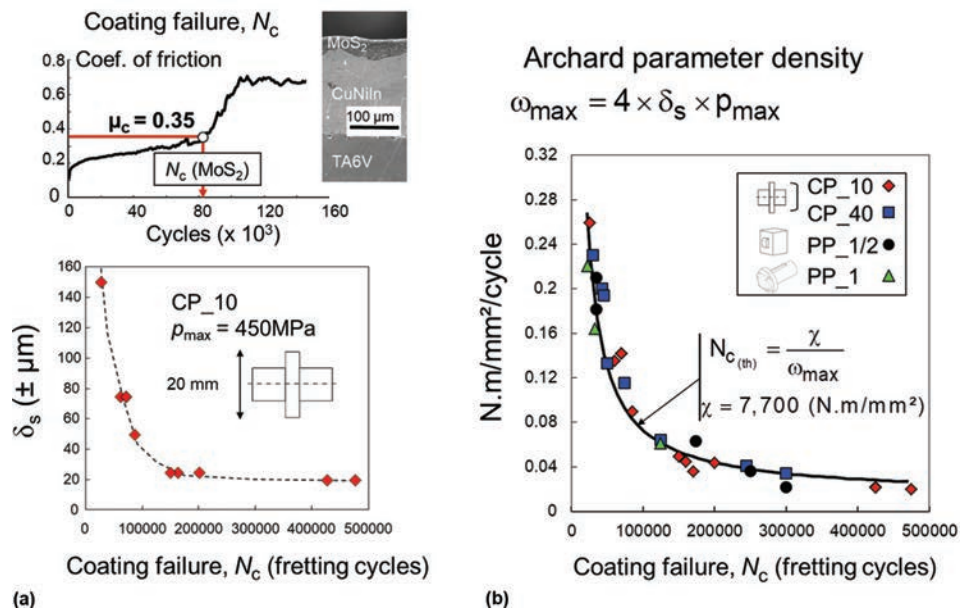 Coating failure, Nc
Coef. of friction
0.8
0.6
0.4
0.2
0
μc = 0.35
Nc (MoS2)
0 40 80 120 160
Cycles (x 10³)
MoS2
CuNiIn
100 µm
TA6V
160
140
120
100
80
60
40
20
0
δs (± µm)
CP_10
pmax = 450MPa
20 mm
0 100000 200000 300000 400000 500000
Coating failure, Nc (fretting cycles)
(a)
Archard parameter density
ωmax = 4 × δs × pmax
0.32
0.28
0.24
0.20
0.16
0.12
0.08
0.04
0.00
N.m/mm²/cycle
CP_10
CP_40
PP_1/2
PP_1
Nc(th) = χ / ωmax
χ = 7,700 (N.m/mm²)
0 100000 200000 300000 400000 500000
Coating failure, Nc (fretting cycles)
(b)